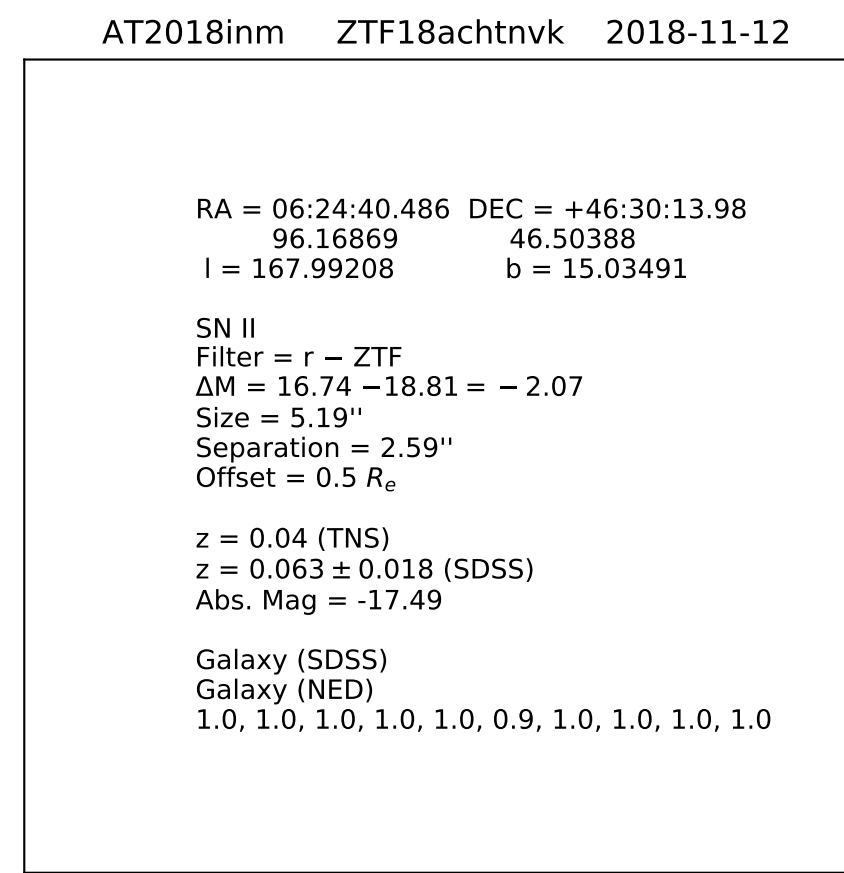 AT2018inm ZTF18achtnvk 2018-11-12
RA = 06:24:40.486 DEC = +46:30:13.98
96.16869 46.50388
l = 167.99208 b = 15.03491
SN II
Filter = r − ZTF
ΔM = 16.74 −18.81 = − 2.07
Size = 5.19''
Separation = 2.59''
Offset = 0.5 Re
z = 0.04 (TNS)
z = 0.063 ± 0.018 (SDSS)
Abs. Mag = -17.49
Galaxy (SDSS)
Galaxy (NED)
1.0, 1.0, 1.0, 1.0, 1.0, 0.9, 1.0, 1.0, 1.0, 1.0